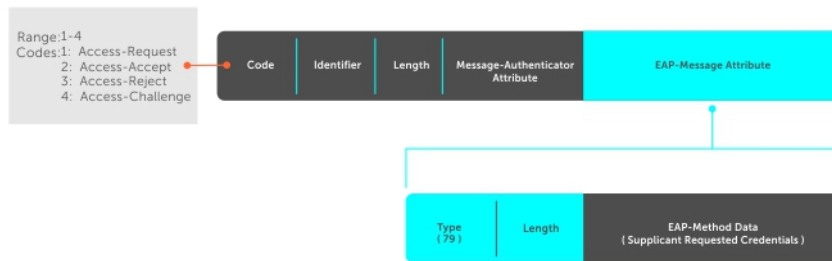 Range:1-4
Codes:1: Access-Request
2: Access-Accept
3: Access-Reject
4: Access-Challenge
Code
Identifier
Length
Message-Authenticator
Attribute
EAP-Message Attribute
Type
( 79 )
Length
EAP-Method Data
( Supplicant Requested Credentials )